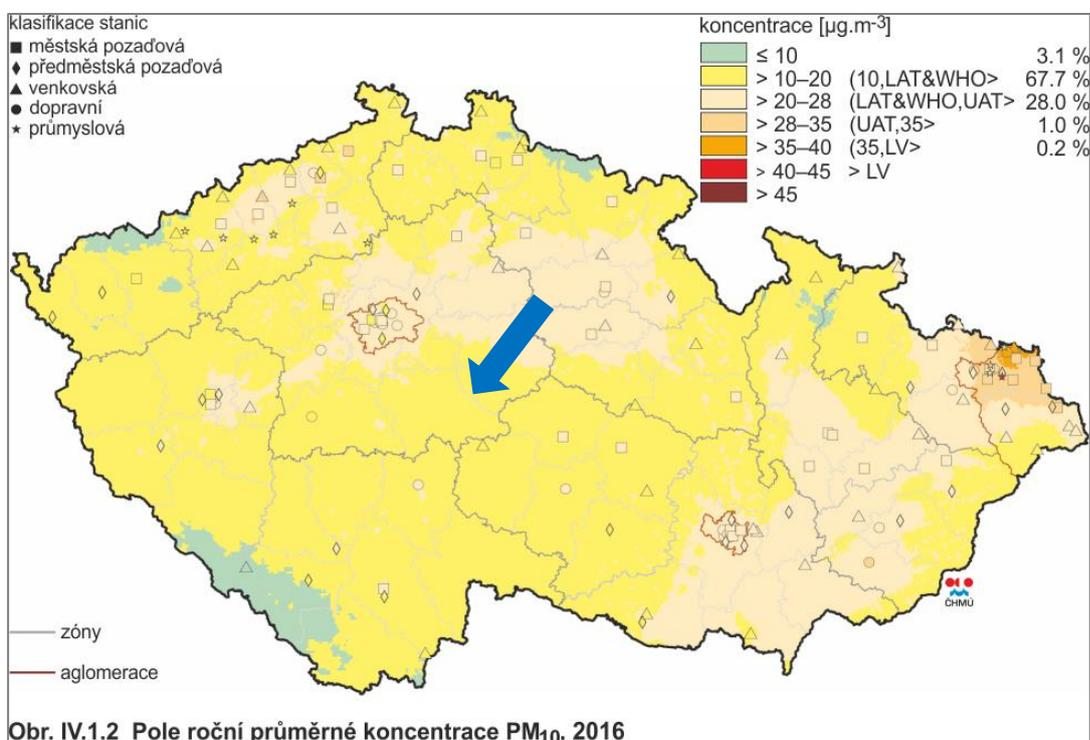 klasifikace stanic
■ městská pozaďová
♦ předměstská pozaďová
▲ venkovská
● dopravní
★ průmyslová
koncentrace [µg.m-3]
≤ 10 3.1 %
> 10–20 (10,LAT&WHO> 67.7 %
> 20–28 (LAT&WHO,UAT> 28.0 %
> 28–35 (UAT,35> 1.0 %
> 35–40 (35,LV> 0.2 %
> 40–45 > LV
> 45
ČHMÚ
zóny
aglomerace
Obr. IV.1.2 Pole roční průměrné koncentrace PM10, 2016